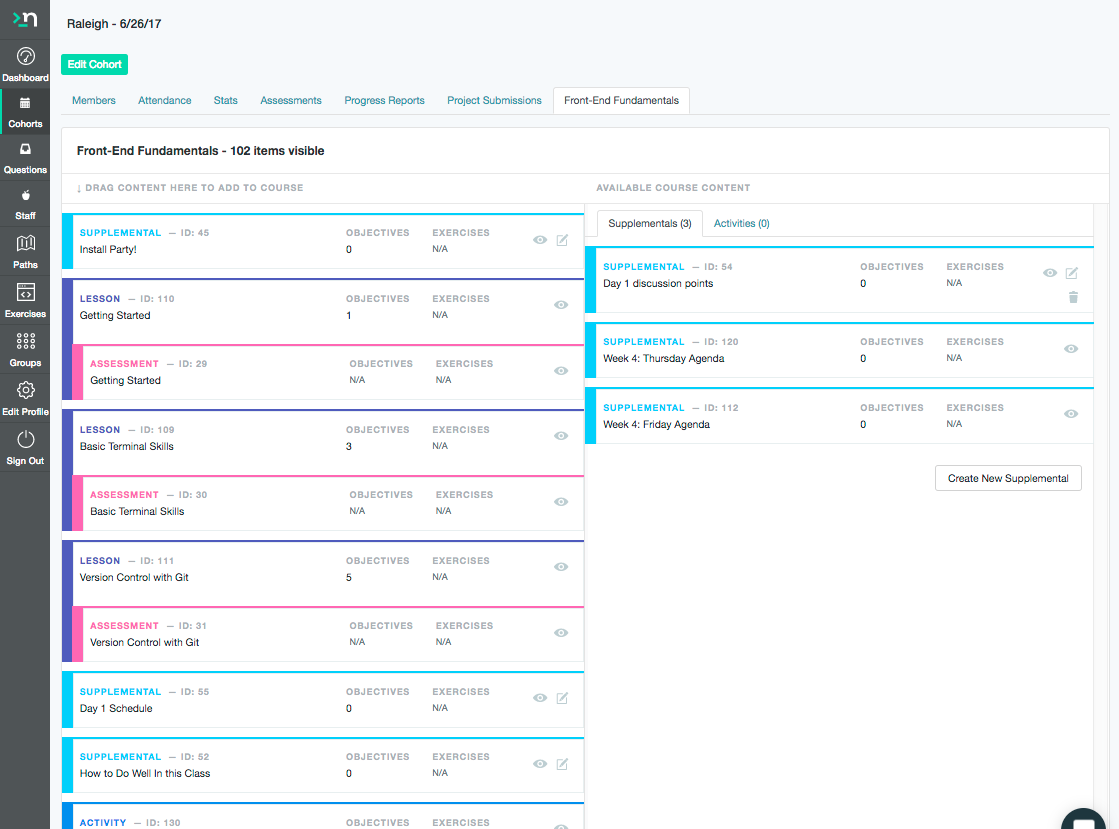 n
Dashboard
Cohorts
Questions
Staff
Paths
Exercises
Groups
Edit Profile
Sign Out
Raleigh - 6/26/17
Edit Cohort
Members Attendance Stats Assessments Progress Reports Project Submissions Front-End Fundamentals
Front-End Fundamentals - 102 items visible
↓ DRAG CONTENT HERE TO ADD TO COURSE
SUPPLEMENTAL — ID: 45 OBJECTIVES EXERCISES
Install Party! 0 N/A
LESSON — ID: 110 OBJECTIVES EXERCISES
Getting Started 1 N/A
ASSESSMENT — ID: 29 OBJECTIVES EXERCISES
Getting Started N/A N/A
LESSON — ID: 109 OBJECTIVES EXERCISES
Basic Terminal Skills 3 N/A
ASSESSMENT — ID: 30 OBJECTIVES EXERCISES
Basic Terminal Skills N/A N/A
LESSON — ID: 111 OBJECTIVES EXERCISES
Version Control with Git 5 N/A
ASSESSMENT — ID: 31 OBJECTIVES EXERCISES
Version Control with Git N/A N/A
SUPPLEMENTAL — ID: 55 OBJECTIVES EXERCISES
Day 1 Schedule 0 N/A
SUPPLEMENTAL — ID: 52 OBJECTIVES EXERCISES
How to Do Well In this Class 0 N/A
ACTIVITY — ID: 130 OBJECTIVES EXERCISES
AVAILABLE COURSE CONTENT
Supplementals (3) Activities (0)
SUPPLEMENTAL — ID: 54 OBJECTIVES EXERCISES
Day 1 discussion points 0 N/A
SUPPLEMENTAL — ID: 120 OBJECTIVES EXERCISES
Week 4: Thursday Agenda 0 N/A
SUPPLEMENTAL — ID: 112 OBJECTIVES EXERCISES
Week 4: Friday Agenda 0 N/A
Create New Supplemental